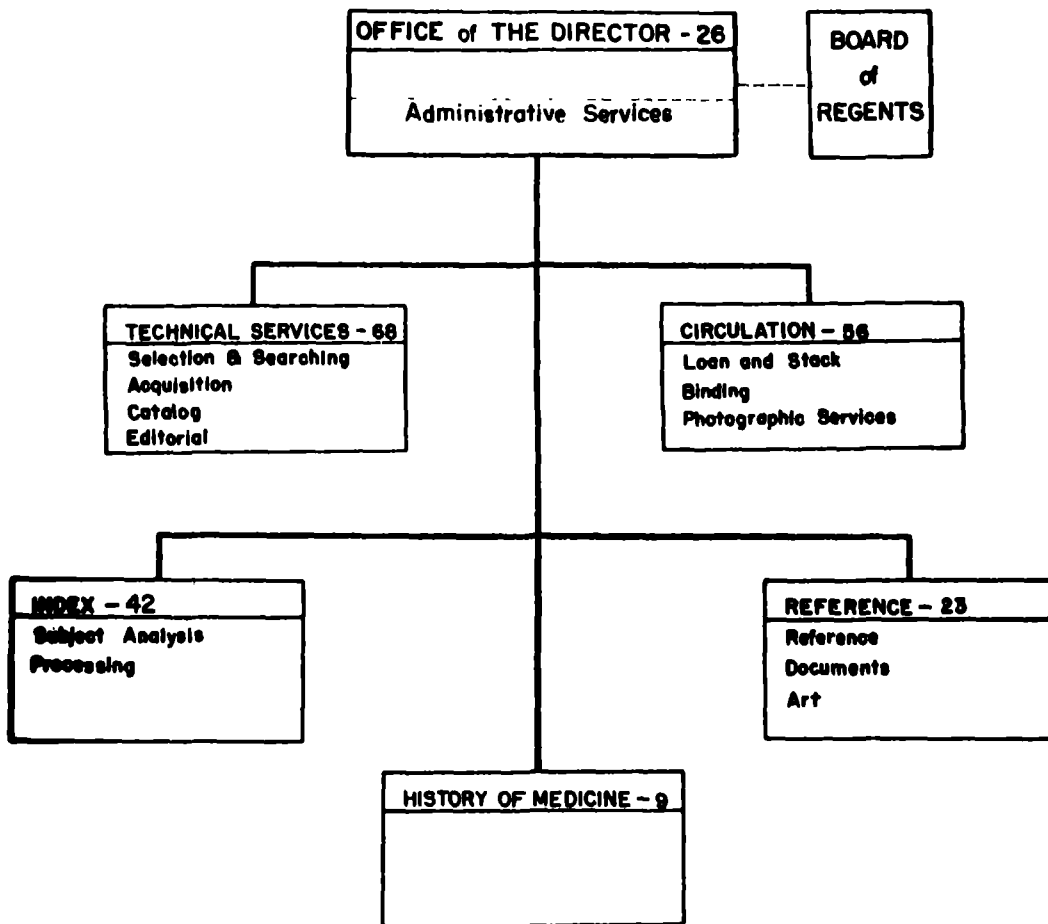 OFFICE of THE DIRECTOR - 26
Administrative Services
BOARD
of
REGENTS
TECHNICAL SERVICES - 68
Selection & Searching
Acquisition
Catalog
Editorial
CIRCULATION - 56
Loan and Stack
Binding
Photographic Services
INDEX - 42
Subject Analysis
Processing
REFERENCE - 23
Reference
Documents
Art
HISTORY OF MEDICINE - 9